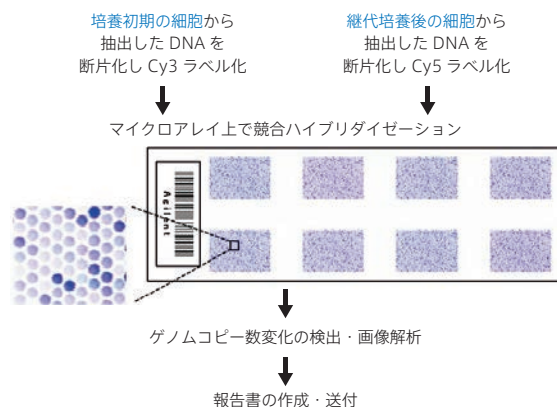 培養初期の細胞から
抽出した DNA を
断片化し Cy3 ラベル化
継代培養後の細胞から
抽出した DNA を
断片化し Cy5 ラベル化
マイクロアレイ上で競合ハイブリダイゼーション
Agilent
ゲノムコピー数変化の検出・画像解析
報告書の作成・送付